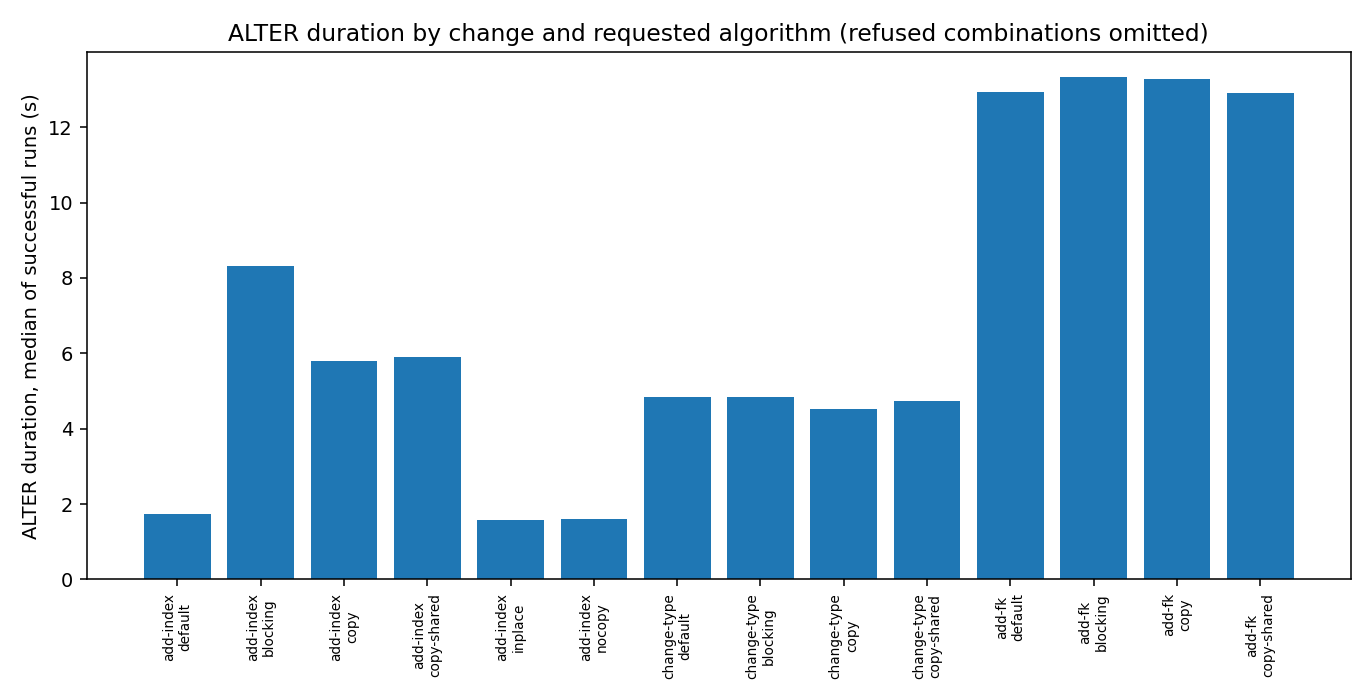 ALTER duration by change and requested algorithm (refused combinations omitted)
ALTER duration, median of successful runs (s)
12
10
8
6
4
2
0
add-index
default
add-index
blocking
add-index
copy
add-index
copy-shared
add-index
inplace
add-index
nocopy
change-type
default
change-type
blocking
change-type
copy
change-type
copy-shared
add-fk
default
add-fk
blocking
add-fk
copy
add-fk
copy-shared